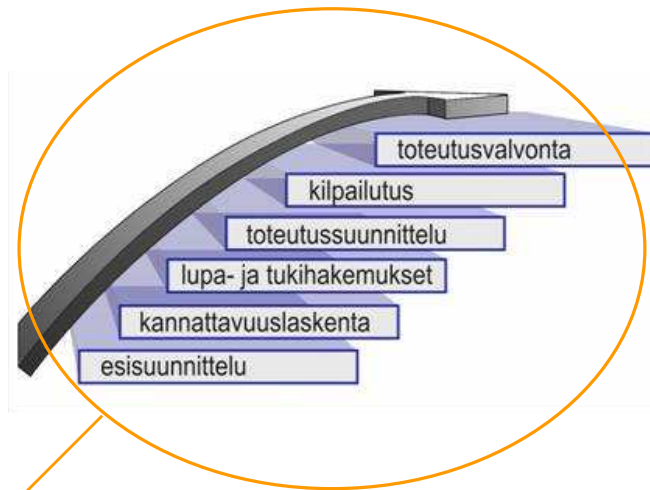 toteutusvalvonta
kilpailutus
toteutussuunnittelu
lupa- ja tukihakemukset
kannattavuuslaskenta
esisuunnittelu